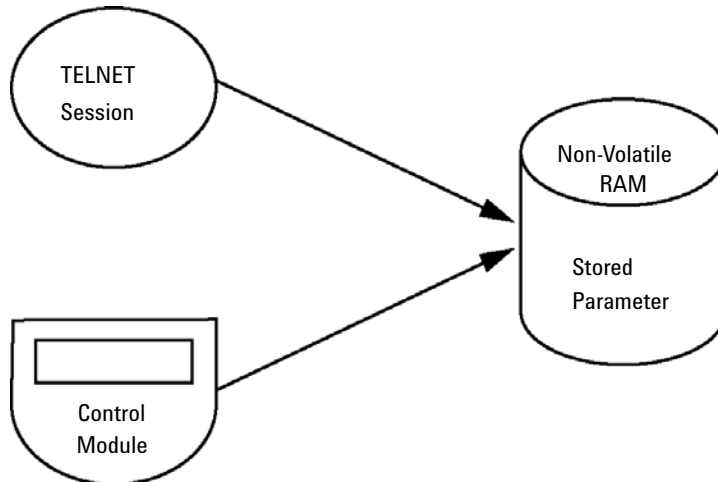 TELNET
Session
Non-Volatile
RAM
Stored
Parameter
Control
Module